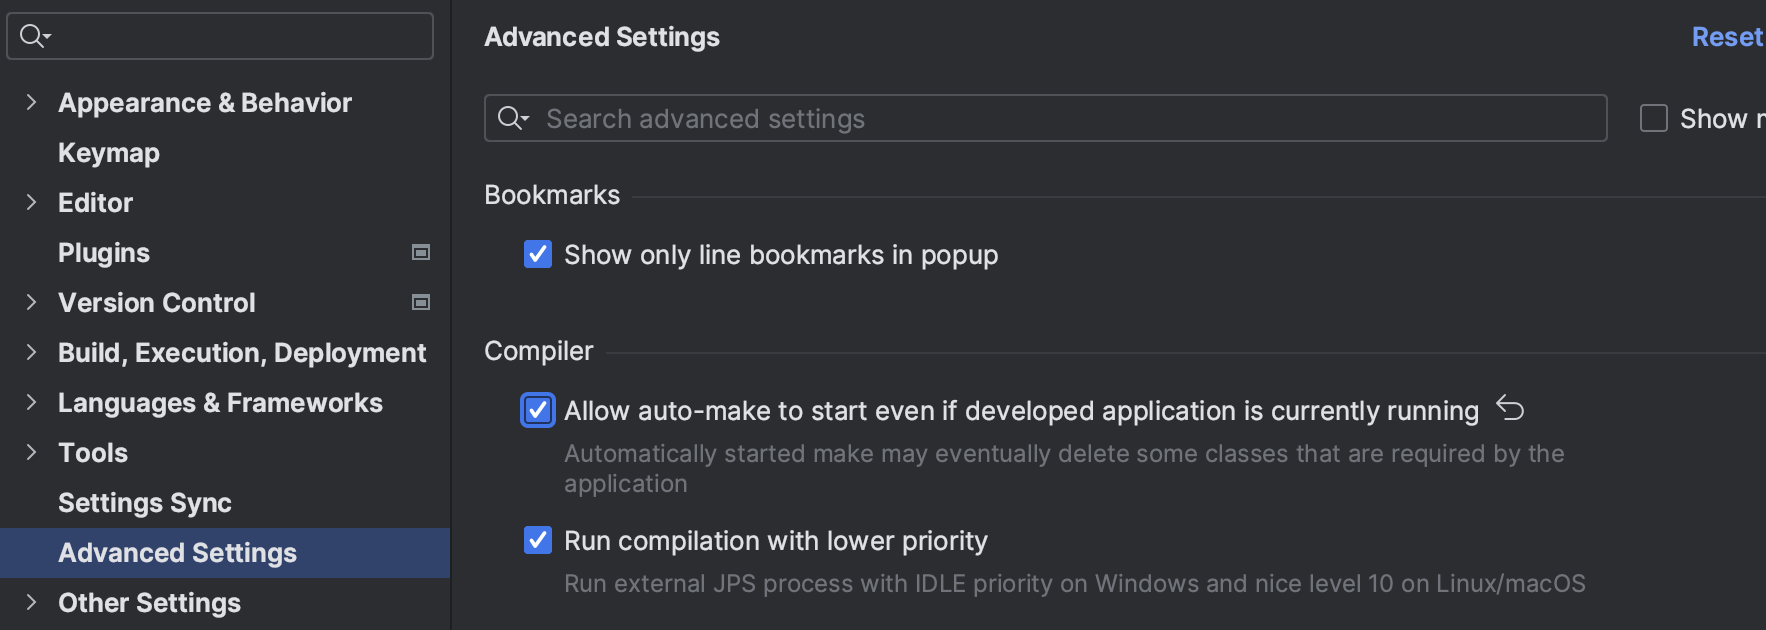 Appearance & Behavior
Keymap
Editor
Plugins
Version Control
Build, Execution, Deployment
Languages & Frameworks
Tools
Settings Sync
Advanced Settings
Other Settings
Advanced Settings
Reset
Search advanced settings
Show
Bookmarks
Show only line bookmarks in popup
Compiler
Allow auto-make to start even if developed application is currently running
Automatically started make may eventually delete some classes that are required by the
application
Run compilation with lower priority
Run external JPS process with IDLE priority on Windows and nice level 10 on Linux/macOS